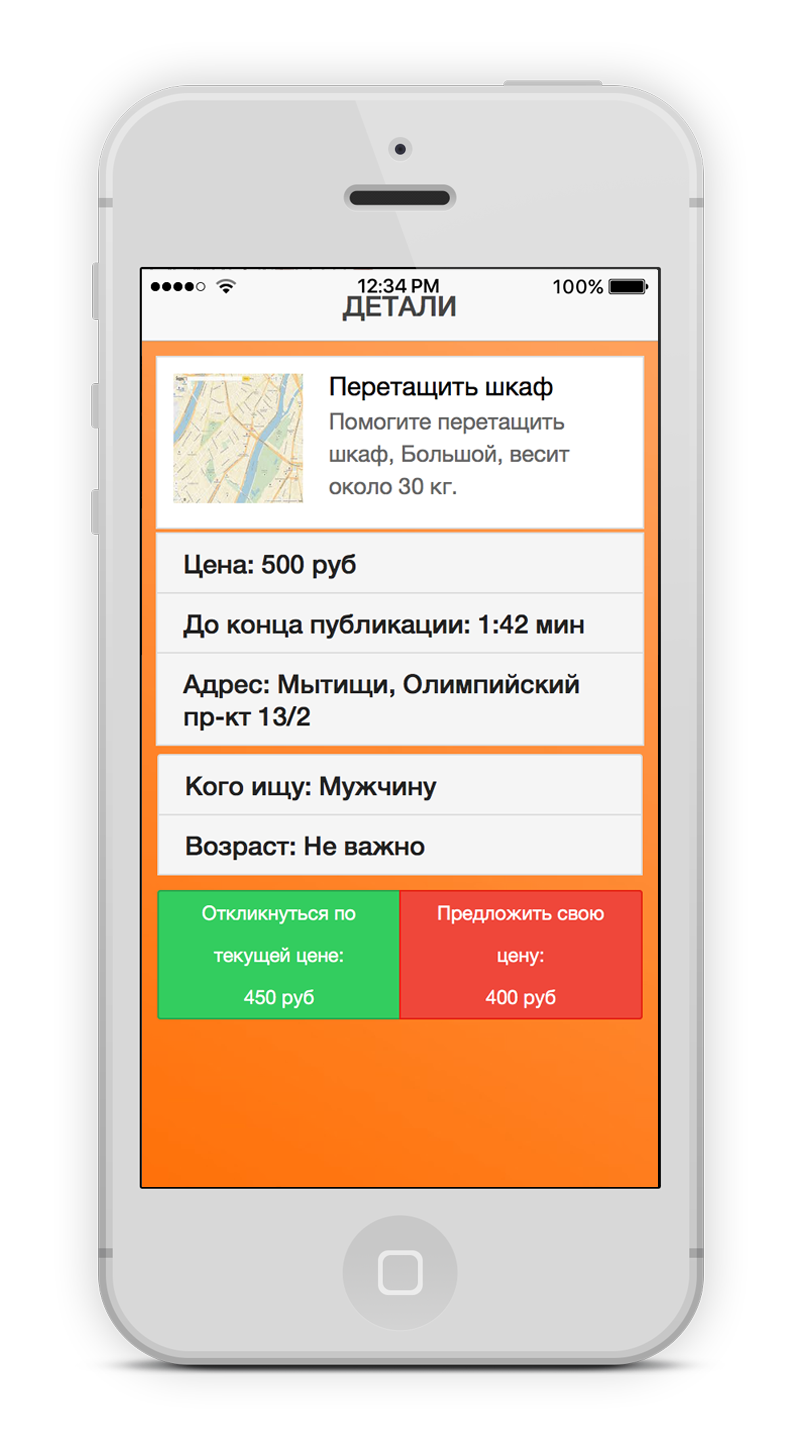 12:34 PM
100%
ДЕТАЛИ
Перетащить шкаф
Помогите перетащить
шкаф, Большой, весит
около 30 кг.
Цена: 500 руб
До конца публикации: 1:42 мин
Адрес: Мытищи, Олимпийский
пр-кт 13/2
Кого ищу: Мужчину
Возраст: Не важно
Откликнуться по
текущей цене:
450 руб
Предложить свою
цену:
400 руб